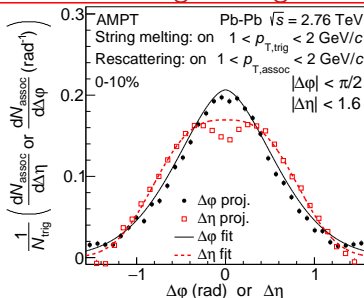 AMPT Pb-Pb √s = 2.76 TeV
String melting: on 1 < p_T,trig < 2 GeV/c
Rescattering: on 1 < p_T,assoc < 2 GeV/c
0-10% |Δφ| < π/2
|Δη| < 1.6
1/N_trig (dN_assoc/dΔη or dN_assoc/dΔφ (rad⁻¹))
0.3
0.2
0.1
0
Δφ proj.
Δη proj.
Δφ fit
Δη fit
−1 0 1
Δφ (rad) or Δη